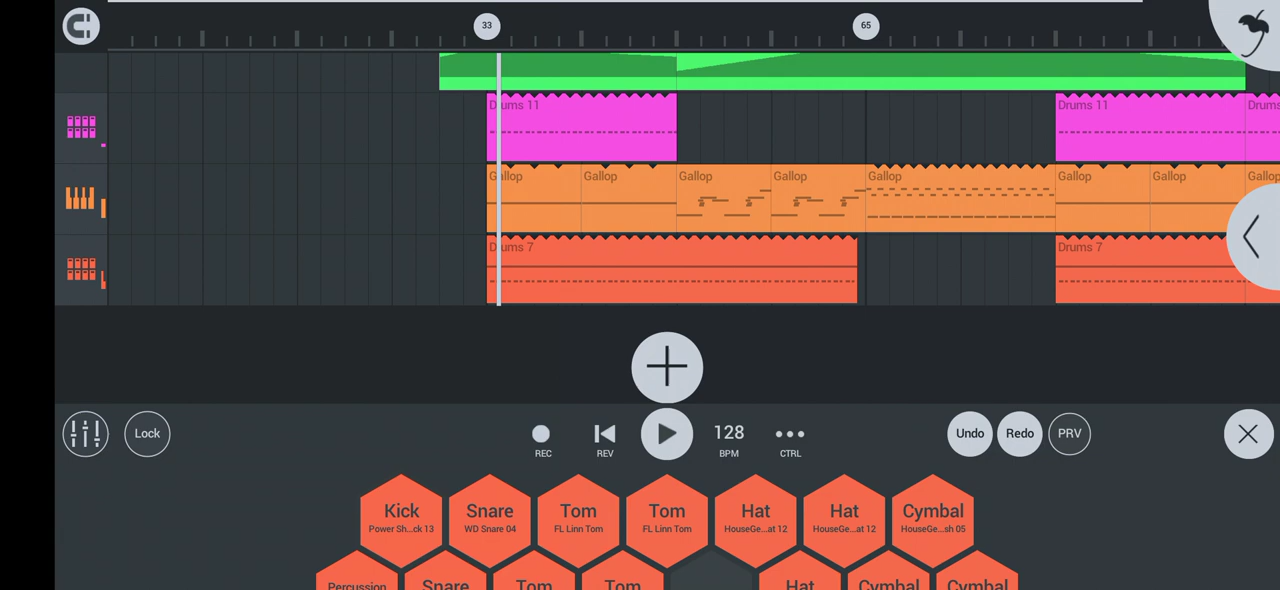 33
65
Drums 11
Drums 11
Drums
Gallop
Gallop
Gallop
Gallop
Gallop
Gallop
Gallop
Gallop
Drums 7
Drums 7
Lock
REC
REV
128
BPM
CTRL
Undo
Redo
PRV
Kick
Power Sh...ck 13
Snare
WD Snare 04
Tom
FL Linn Tom
Tom
FL Linn Tom
Hat
HouseGe...at 12
Hat
HouseGe...at 12
Cymbal
HouseGe...sh 05
Percussion
Snare
Tom
Tom
Hat
Cymbal
Cymbal